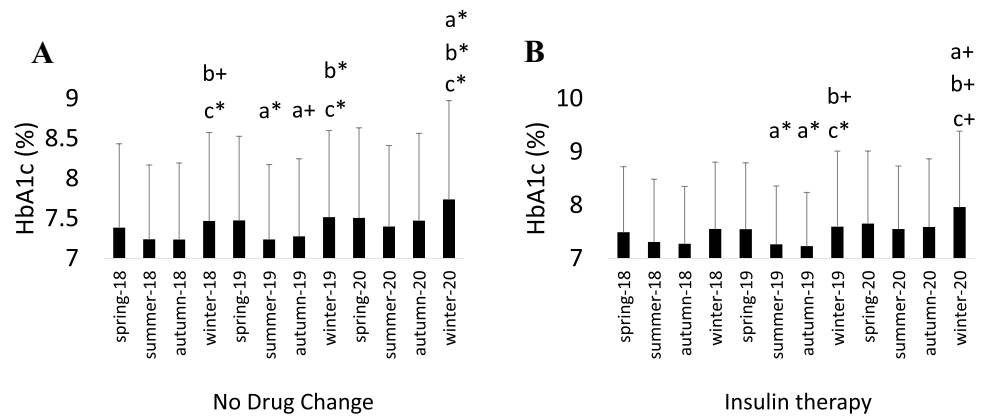 A
HbA1c (%)
9
8.5
8
7.5
7
b+
c*
a*
a+
b*
c*
a*
b*
c*
spring-18
summer-18
autumn-18
winter-18
spring-19
summer-19
autumn-19
winter-19
spring-20
summer-20
autumn-20
winter-20
No Drug Change
B
HbA1c (%)
10
9
8
7
a*
a*
b+
c*
a+
b+
c+
spring-18
summer-18
autumn-18
winter-18
spring-19
summer-19
autumn-19
winter-19
spring-20
summer-20
autumn-20
winter-20
Insulin therapy